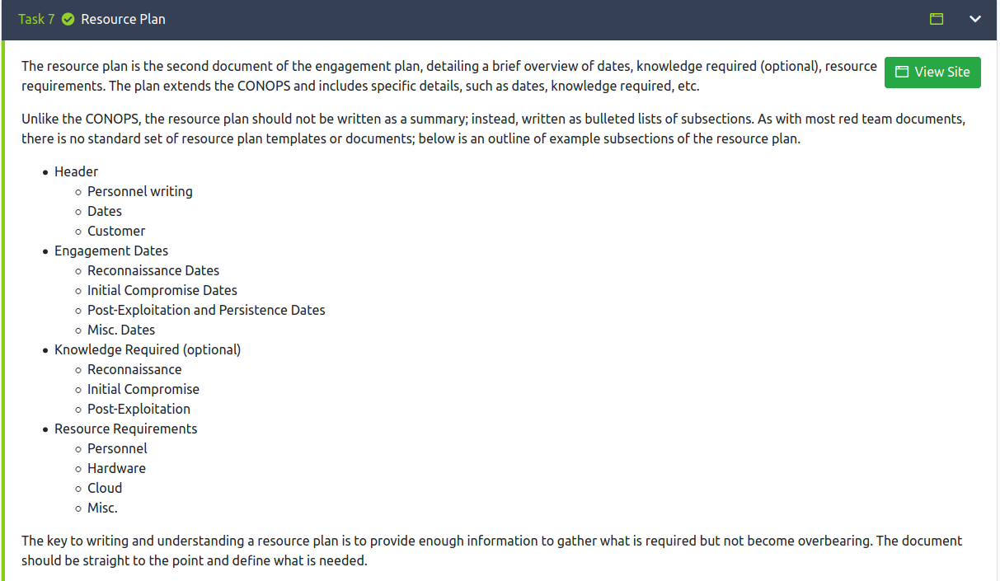 Task 7 Resource Plan
The resource plan is the second document of the engagement plan, detailing a brief overview of dates, knowledge required (optional), resource
requirements. The plan extends the CONOPS and includes specific details, such as dates, knowledge required, etc.
View Site
Unlike the CONOPS, the resource plan should not be written as a summary; instead, written as bulleted lists of subsections. As with most red team documents,
there is no standard set of resource plan templates or documents; below is an outline of example subsections of the resource plan.
Header
Personnel writing
Dates
Customer
Engagement Dates
Reconnaissance Dates
Initial Compromise Dates
Post-Exploitation and Persistence Dates
Misc. Dates
Knowledge Required (optional)
Reconnaissance
Initial Compromise
Post-Exploitation
Resource Requirements
Personnel
Hardware
Cloud
Misc.
The key to writing and understanding a resource plan is to provide enough information to gather what is required but not become overbearing. The document
should be straight to the point and define what is needed.